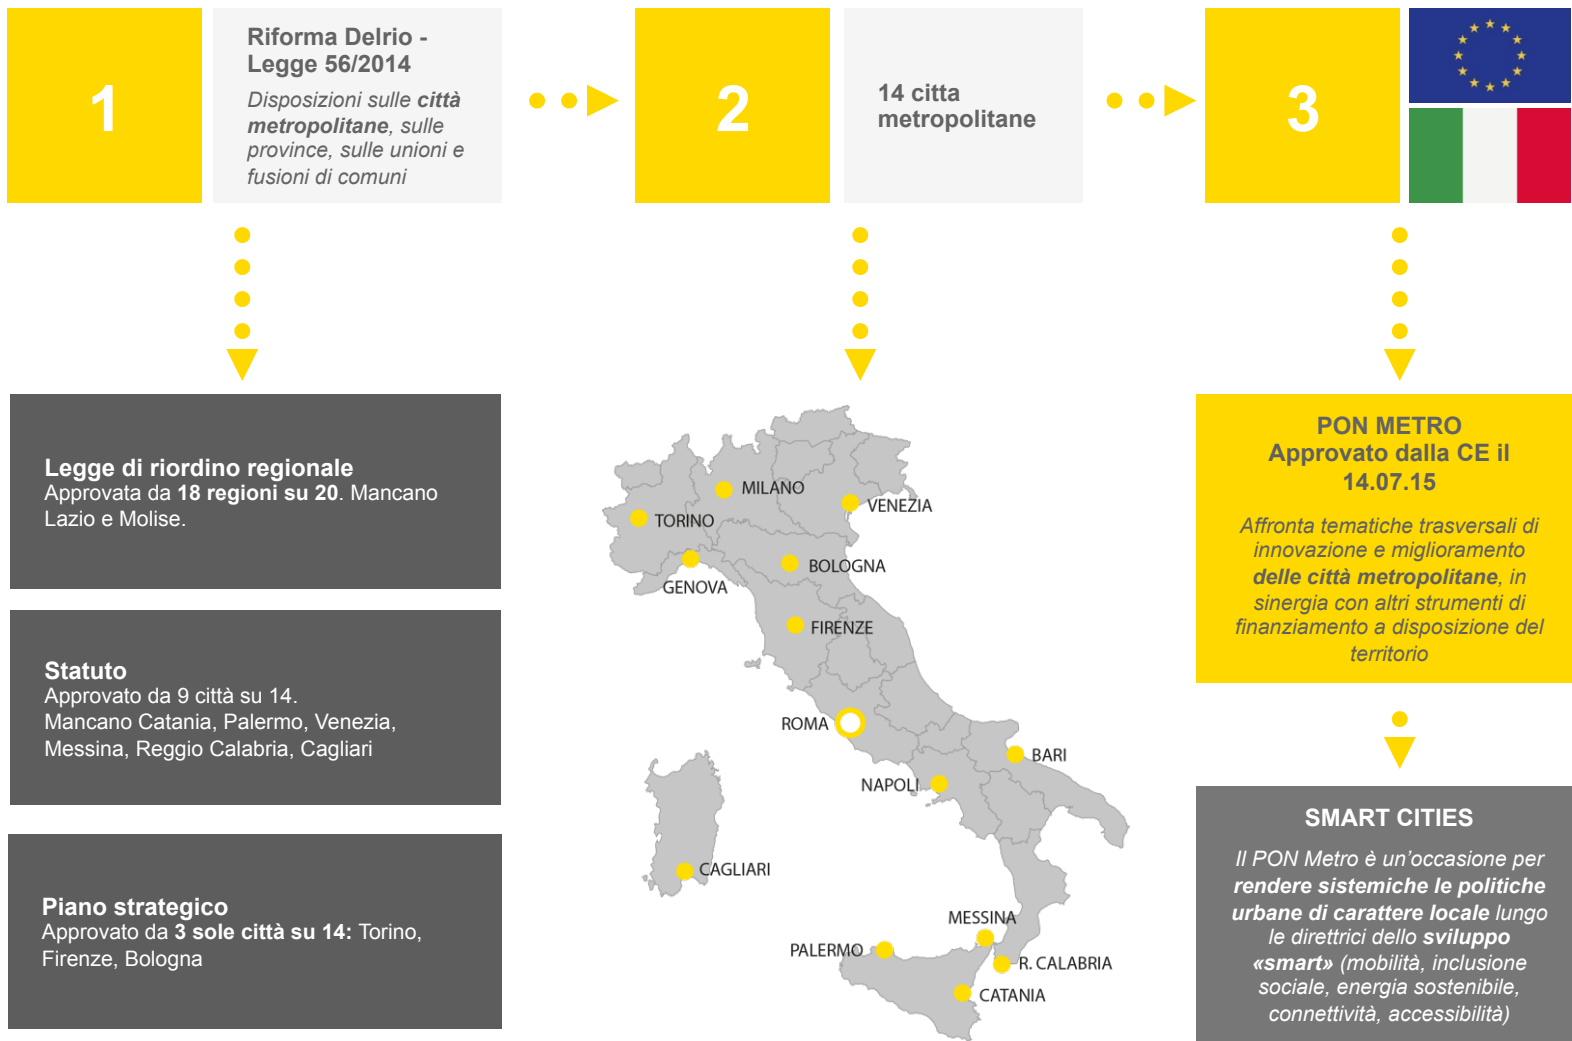 1
Riforma Delrio -
Legge 56/2014
Disposizioni sulle città
metropolitane, sulle
province, sulle unioni e
fusioni di comuni
2
14 citta
metropolitane
3
Legge di riordino regionale
Approvata da 18 regioni su 20. Mancano
Lazio e Molise.
Statuto
Approvato da 9 città su 14.
Mancano Catania, Palermo, Venezia,
Messina, Reggio Calabria, Cagliari
Piano strategico
Approvato da 3 sole città su 14: Torino,
Firenze, Bologna
MILANO
VENEZIA
TORINO
BOLOGNA
GENOVA
FIRENZE
ROMA
BARI
NAPOLI
CAGLIARI
MESSINA
PALERMO
R. CALABRIA
CATANIA
PON METRO
Approvato dalla CE il
14.07.15
Affronta tematiche trasversali di
innovazione e miglioramento
delle città metropolitane, in
sinergia con altri strumenti di
finanziamento a disposizione del
territorio
SMART CITIES
Il PON Metro è un’occasione per
rendere sistemiche le politiche
urbane di carattere locale lungo
le direttrici dello sviluppo
«smart» (mobilità, inclusione
sociale, energia sostenibile,
connettività, accessibilità)